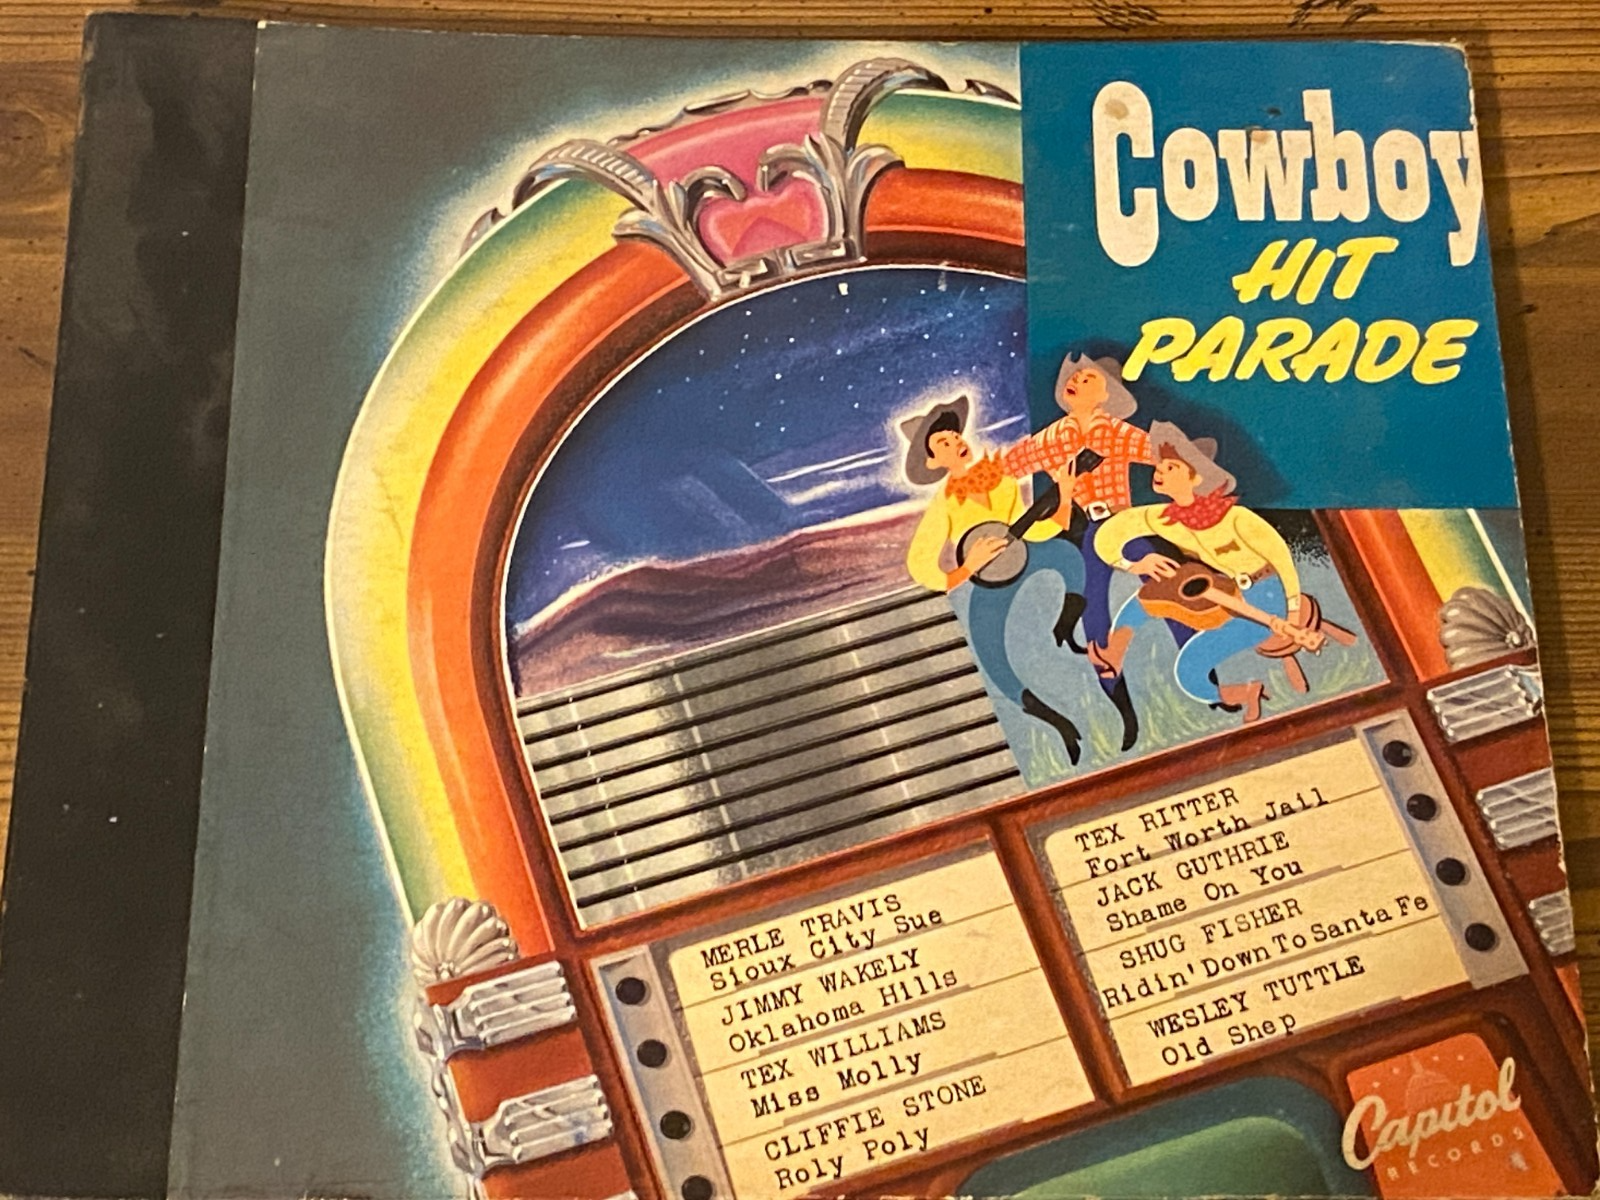 Cowboy
HIT
PARADE
MERLE TRAVIS
Sioux City Sue
JIMMY WAKELY
Oklahoma Hills
TEX WILLIAMS
Miss Molly
CLIFFIE STONE
Roly Poly
TEX RITTER
Fort Worth Jail
JACK GUTHRIE
Shame On You
SHUG FISHER
Ridin' Down To Santa Fe
WESLEY TUTTLE
Old Shep
Capitol
RECORDS